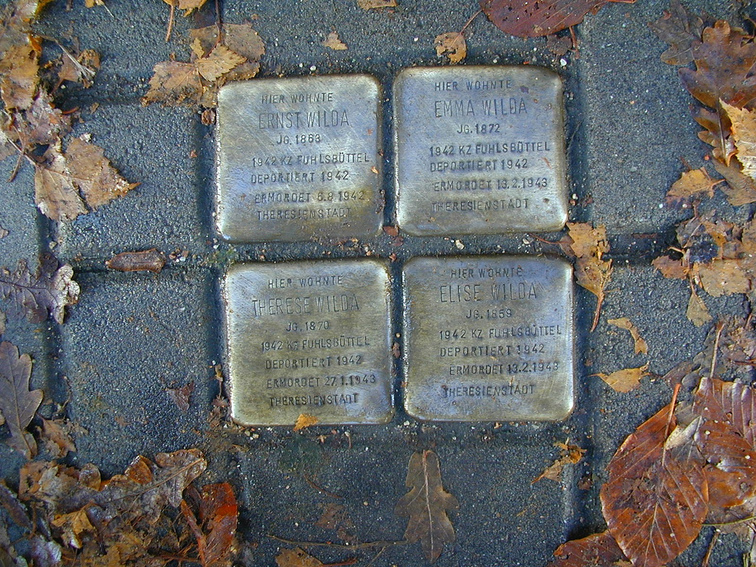 HIER WOHNTE
ERNST WILDA
JG. 1863
1942 KZ FUHLSBÜTTEL
DEPORTIERT 1942
ERMORDET 6.8.1942
THERESIENSTADT
HIER WOHNTE
EMMA WILDA
JG. 1872
1942 KZ FUHLSBÜTTEL
DEPORTIERT 1942
ERMORDET 13.2.1943
THERESIENSTADT
HIER WOHNTE
THERESE WILDA
JG. 1870
1942 KZ FUHLSBÜTTEL
DEPORTIERT 1942
ERMORDET 27.1.1943
THERESIENSTADT
HIER WOHNTE
ELISE WILDA
JG. 1859
1942 KZ FUHLSBÜTTEL
DEPORTIERT 1942
ERMORDET 13.2.1943
THERESIENSTADT